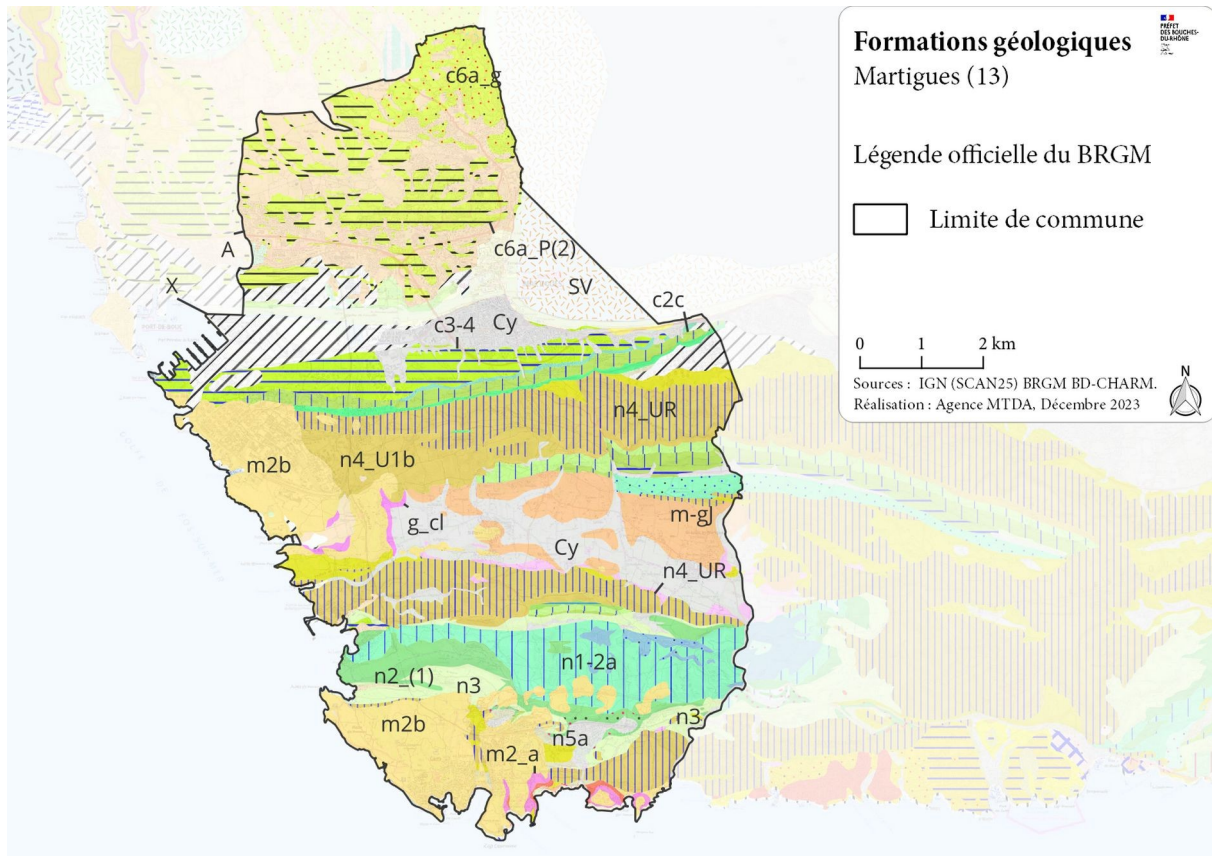 Formations géologiques
Martigues (13)
PRÉFET
DES BOUCHES-
DU-RHÔNE
Légende officielle du BRGM
Limite de commune
0 1 2 km
Sources : IGN (SCAN25) BRGM BD-CHARM.
Réalisation : Agence MTDA, Décembre 2023
N
c6a_g
A
c6a_P(2)
X
SV
c2c
c3-4
Cy
n4_UR
m2b
n4_U1b
g_cl
m-gJ
Cy
n4_UR
n1-2a
n2_(1)
n3
m2b
n3
n5a
m2_a